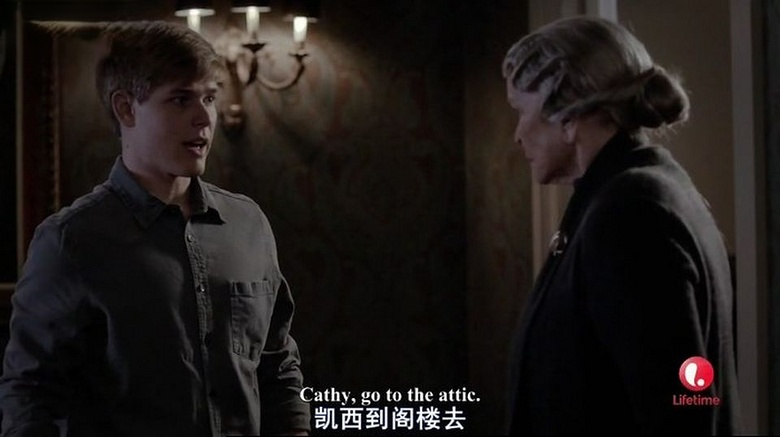 Cathy, go to the attic.
凯西到阁楼去
Lifetime